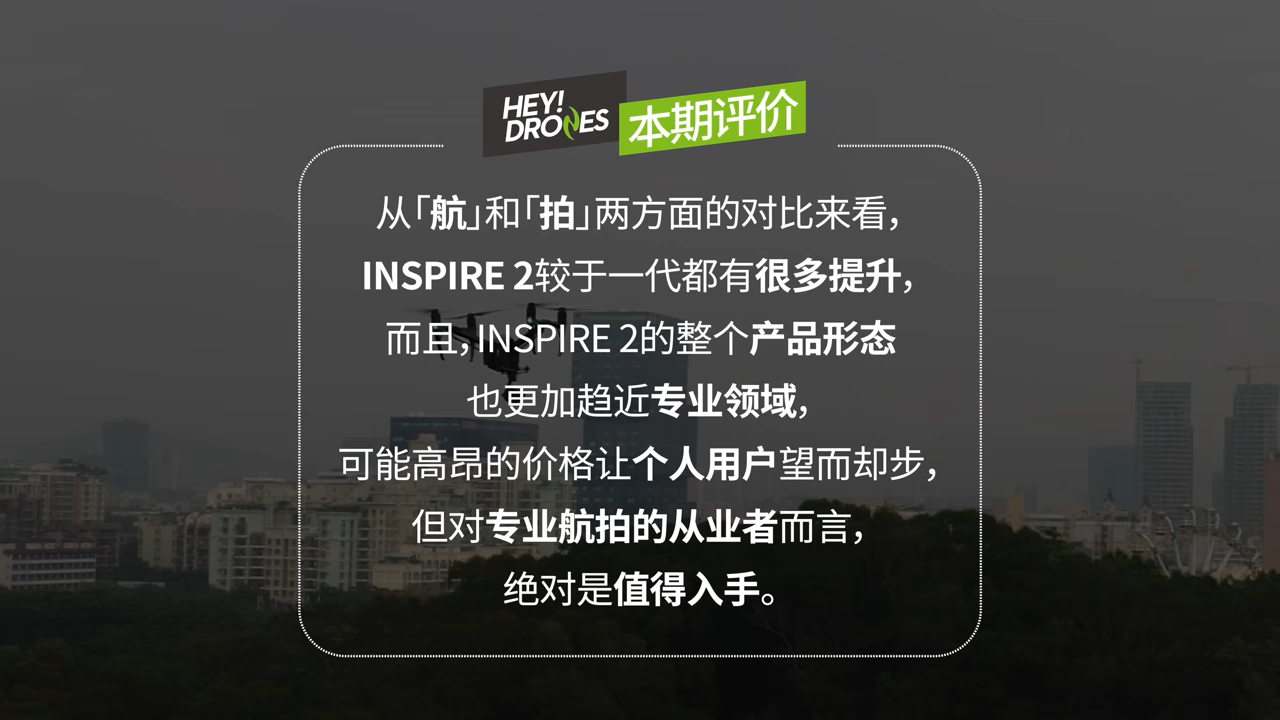 HEY!
DRONES
本期评价
从「航」和「拍」两方面的对比来看，
INSPIRE 2较于一代都有很多提升，
而且，INSPIRE 2的整个产品形态
也更加趋近专业领域，
可能高昂的价格让个人用户望而却步，
但对专业航拍的从业者而言，
绝对是值得入手。